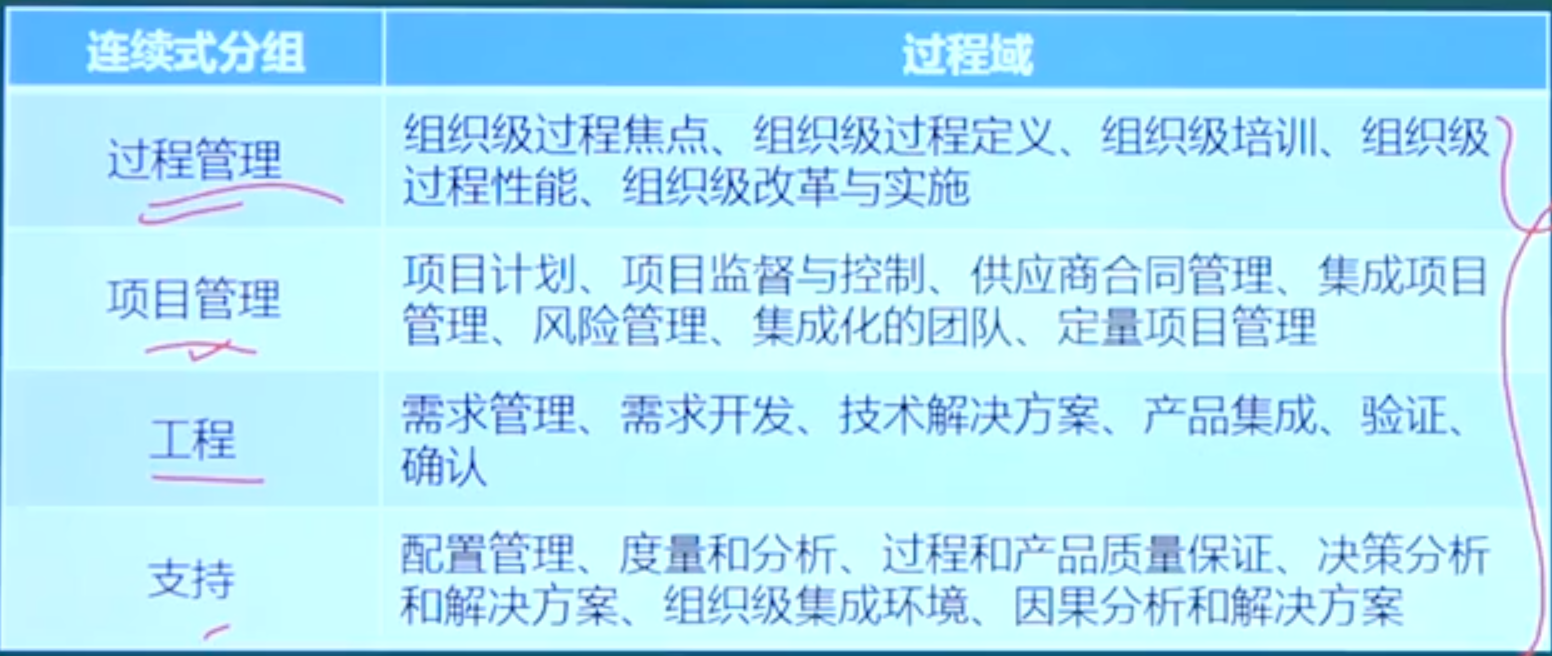 连续式分组
过程域
过程管理
组织级过程焦点、组织级过程定义、组织级培训、组织级
过程性能、组织级改革与实施
项目管理
项目计划、项目监督与控制、供应商合同管理、集成项目
管理、风险管理、集成化的团队、定量项目管理
工程
需求管理、需求开发、技术解决方案、产品集成、验证、
确认
支持
配置管理、度量和分析、过程和产品质量保证、决策分析
和解决方案、组织级集成环境、因果分析和解决方案